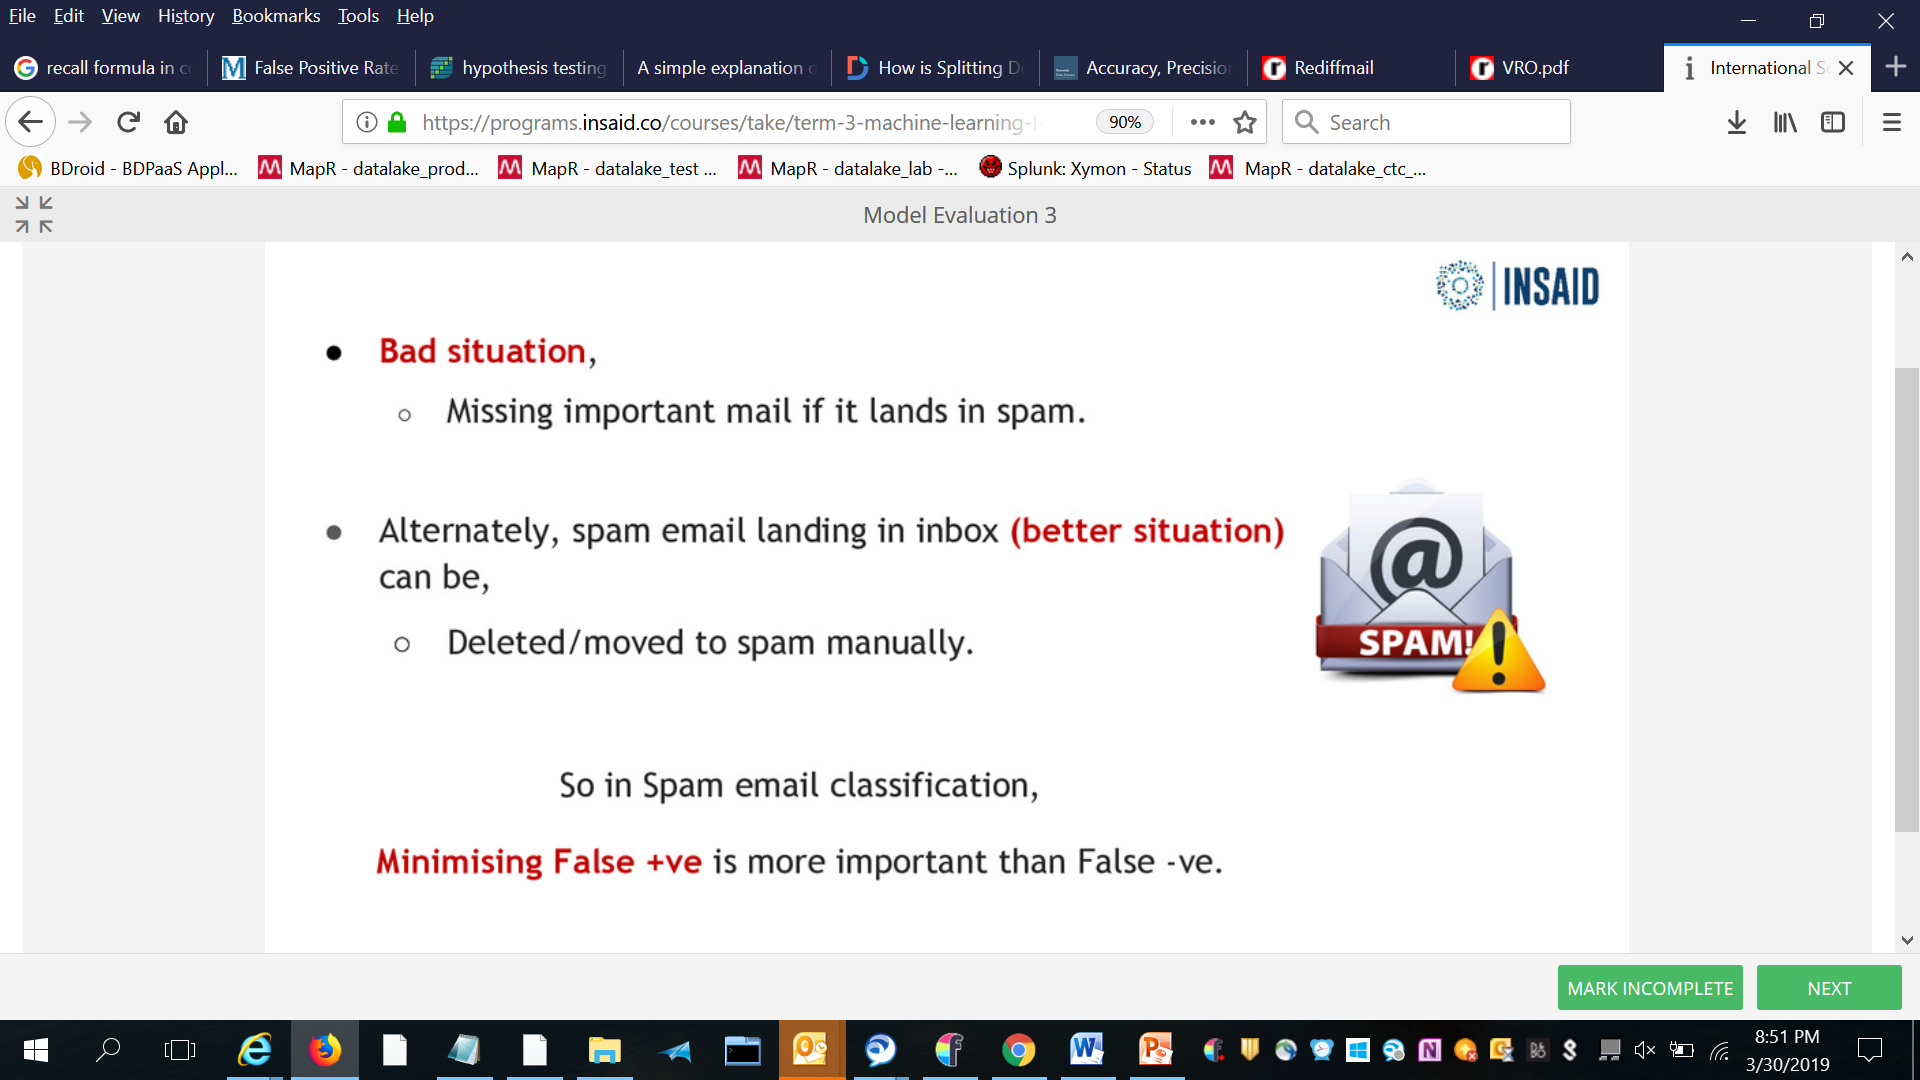 File Edit View History Bookmarks Tools Help
recall formula in co
False Positive Rate
hypothesis testing
A simple explanation o
How is Splitting De
Accuracy, Precision
Rediffmail
VRO.pdf
International S
https://programs.insaid.co/courses/take/term-3-machine-learning-l
90%
Search
BDroid - BDPaaS Appl...
MapR - datalake_prod...
MapR - datalake_test ...
MapR - datalake_lab -...
Splunk: Xymon - Status
MapR - datalake_ctc_...
Model Evaluation 3
INSAID
Bad situation,
Missing important mail if it lands in spam.
Alternately, spam email landing in inbox (better situation)
can be,
Deleted/moved to spam manually.
@
SPAM!
So in Spam email classification,
Minimising False +ve is more important than False -ve.
MARK INCOMPLETE
NEXT
8:51 PM
3/30/2019